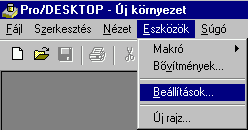 Pro/DESKTOP - Új környezet
Fájl Szerkesztés Nézet Eszközök Súgó
Makró
Bővítmények...
Beállítások...
Új rajz...